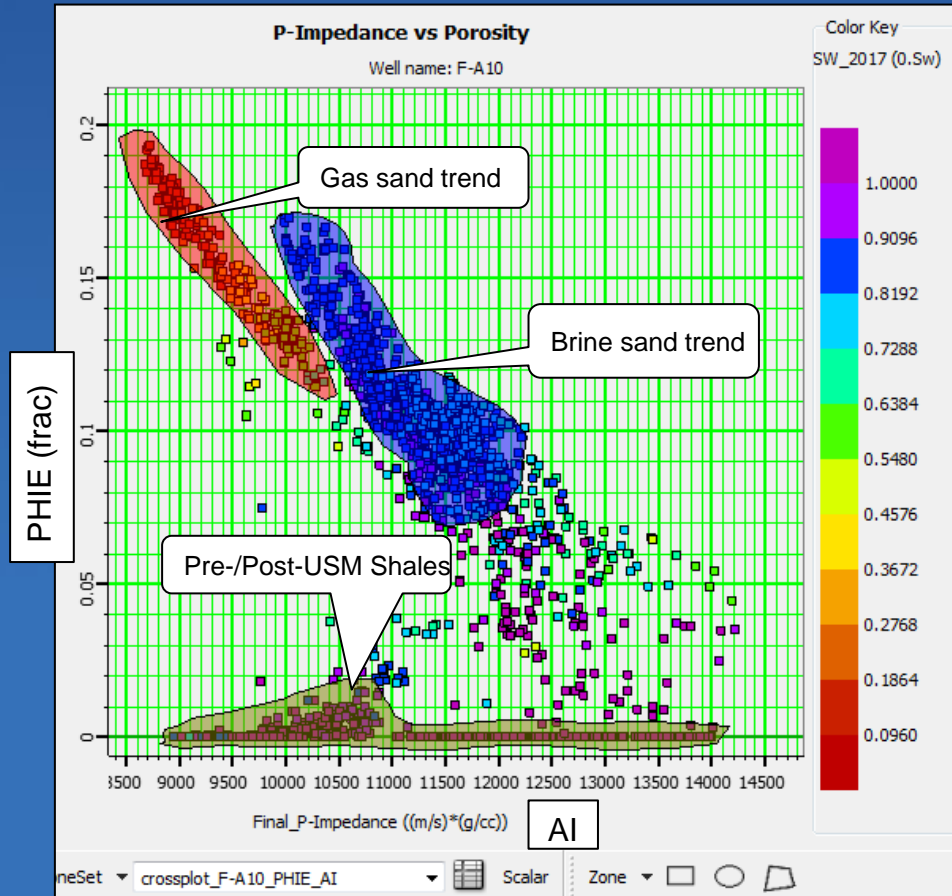 P-Impedance vs Porosity
Well name: F-A10
Color Key
SW_2017 (0.Sw)
1.0000
0.9096
0.8192
0.7288
0.6384
0.5480
0.4576
0.3672
0.2768
0.1864
0.0960
Gas sand trend
Brine sand trend
Pre-/Post-USM Shales
PHIE (frac)
0.2
0.15
0.1
0.05
0
8500 9000 9500 10000 10500 11000 11500 12000 12500 13000 13500 14000 14500
Final_P-Impedance ((m/s)*(g/cc))
AI
neSet crossplot_F-A10_PHIE_AI Scalar Zone